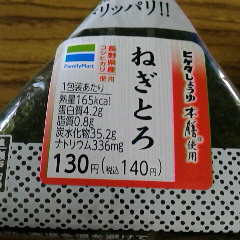 リッパリ!!
FamilyMart
長野県産
コシヒカリ使用
ねぎとろ
ヒゲタしょうゆ
本膳使用
1包装あたり
熱量165kcal
蛋白質4.2g
脂質0.8g
炭水化物35.2g
ナトリウム336mg
130円(税込140円)